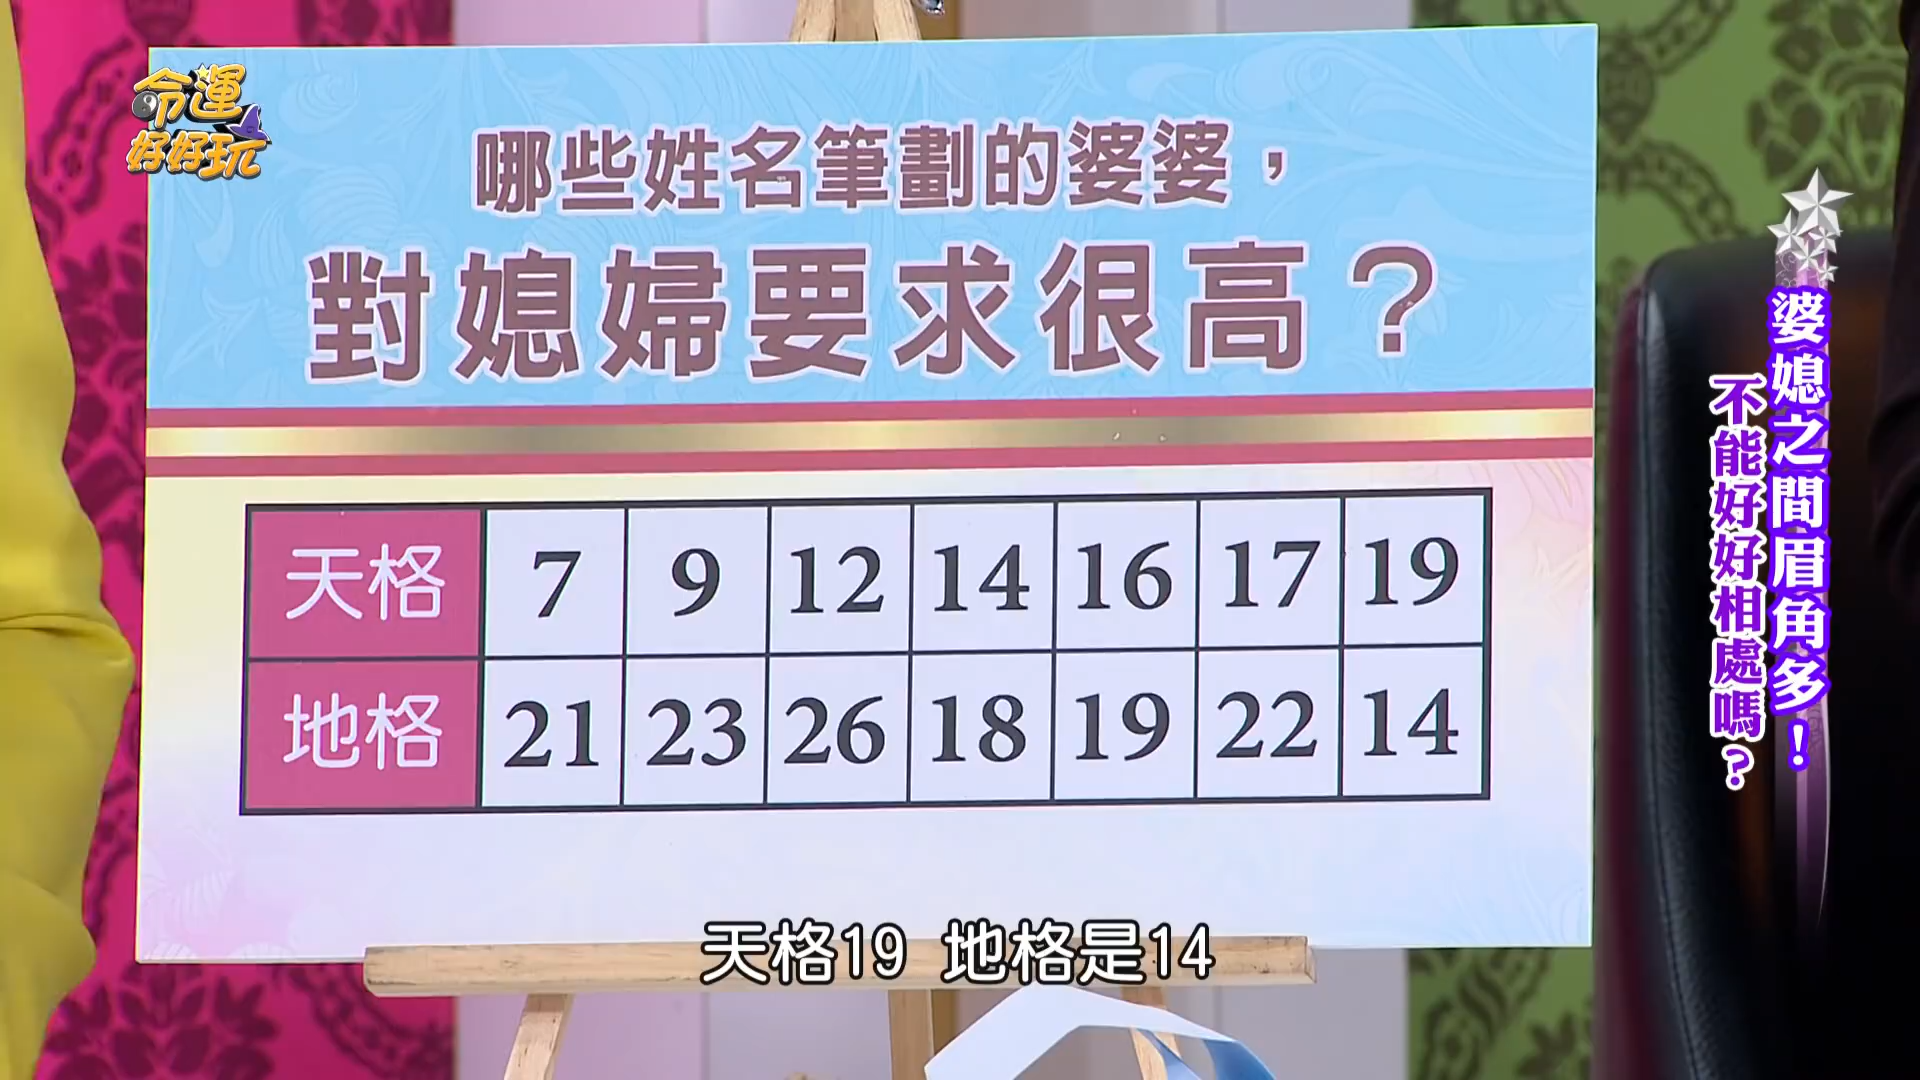 命運
好好玩
哪些姓名筆劃的婆婆，
對媳婦要求很高？
天格 7 9 12 14 16 17 19
地格 21 23 26 18 19 22 14
婆媳之間眉角多！
不能好好相處嗎？
天格19 地格是14